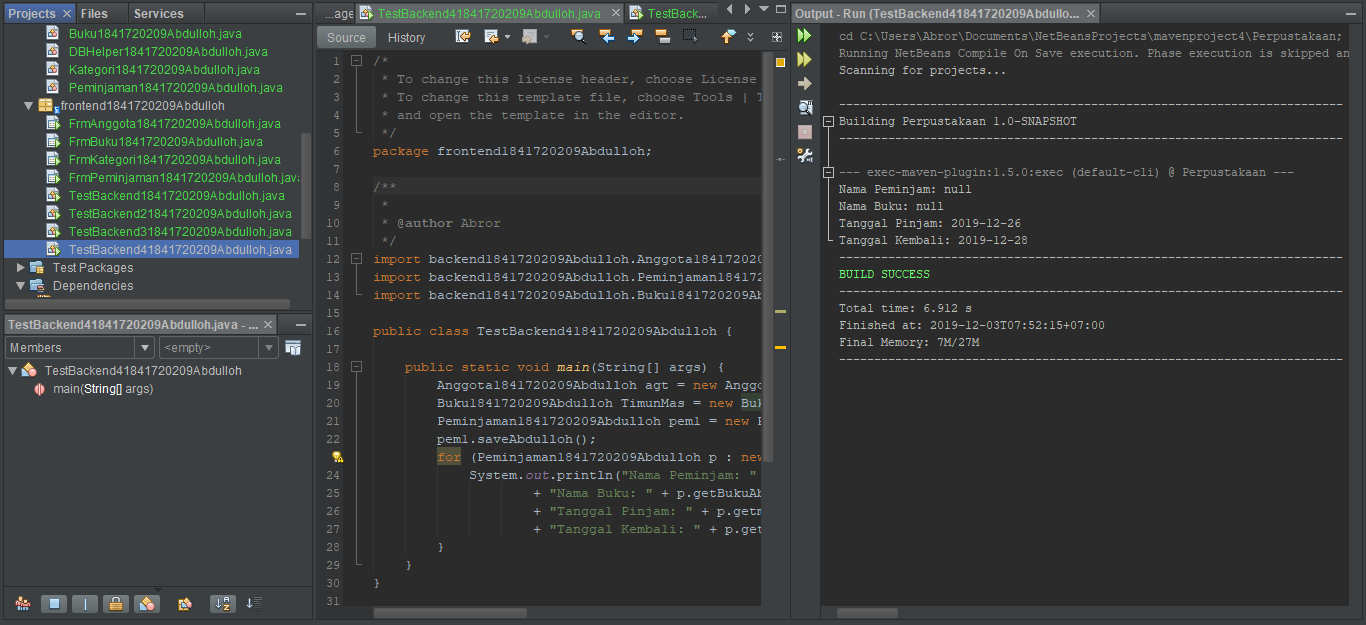 Projects
Files
Services
Buku1841720209Abdulloh.java
DBHelper1841720209Abdulloh.java
Kategori1841720209Abdulloh.java
Peminjaman1841720209Abdulloh.java
frontend1841720209Abdulloh
FrmAnggota1841720209Abdulloh.java
FrmBuku1841720209Abdulloh.java
FrmKategori1841720209Abdulloh.java
FrmPeminjaman1841720209Abdulloh.java
TestBackend1841720209Abdulloh.java
TestBackend21841720209Abdulloh.java
TestBackend31841720209Abdulloh.java
TestBackend41841720209Abdulloh.java
Test Packages
Dependencies
TestBackend41841720209Abdulloh.java - ...
Members
<empty>
TestBackend41841720209Abdulloh
main(String[] args)
...age
TestBackend41841720209Abdulloh.java
TestBack...
Source
History
1 /*
2 * To change this license header, choose License
3 * To change this template file, choose Tools | T
4 * and open the template in the editor.
5 */
6 package frontend1841720209Abdulloh;
7
8 /**
9 *
10 * @author Abror
11 */
12 import backend1841720209Abdulloh.Anggota184172020
13 import backend1841720209Abdulloh.Peminjaman18417
14 import backend1841720209Abdulloh.Buku1841720209Ab
15
16 public class TestBackend41841720209Abdulloh {
17
18 public static void main(String[] args) {
19 Anggota1841720209Abdulloh agt = new Anggo
20 Buku1841720209Abdulloh TimunMas = new Buk
21 Peminjaman1841720209Abdulloh pem1 = new P
22 pem1.saveAbdulloh();
for (Peminjaman1841720209Abdulloh p : new
24 System.out.println("Nama Peminjam: "
25 + "Nama Buku: " + p.getBukuAb
26 + "Tanggal Pinjam: " + p.get
27 + "Tanggal Kembali: " + p.get
28 }
29 }
30 }
31
Output - Run (TestBackend41841720209Abdullo...
cd C:\Users\Abror\Documents\NetBeansProjects\mavenproject4\Perpustakaan;
Running NetBeans Compile On Save execution. Phase execution is skipped an
Scanning for projects...
------------------------------------------------------------------------
Building Perpustakaan 1.0-SNAPSHOT
------------------------------------------------------------------------
--- exec-maven-plugin:1.5.0:exec (default-cli) @ Perpustakaan ---
Nama Peminjam: null
Nama Buku: null
Tanggal Pinjam: 2019-12-26
Tanggal Kembali: 2019-12-28
------------------------------------------------------------------------
BUILD SUCCESS
------------------------------------------------------------------------
Total time: 6.912 s
Finished at: 2019-12-03T07:52:15+07:00
Final Memory: 7M/27M
------------------------------------------------------------------------